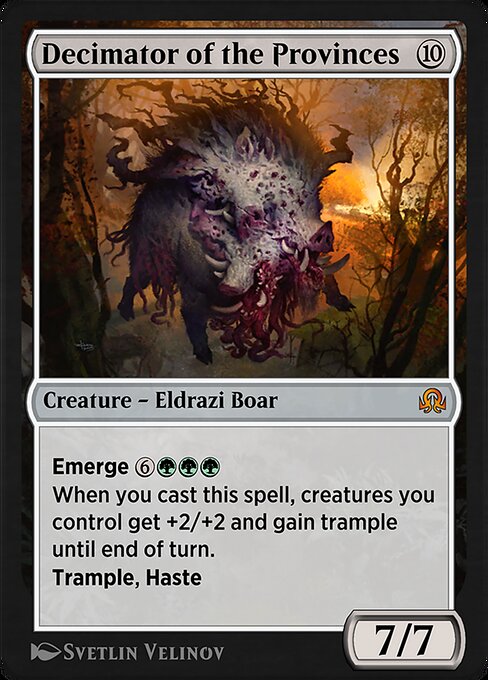 Decimator of the Provinces 10
Creature – Eldrazi Boar
Emerge 6
When you cast this spell, creatures you
control get +2/+2 and gain trample
until end of turn.
Trample, Haste
7/7
Svetlin Velinov